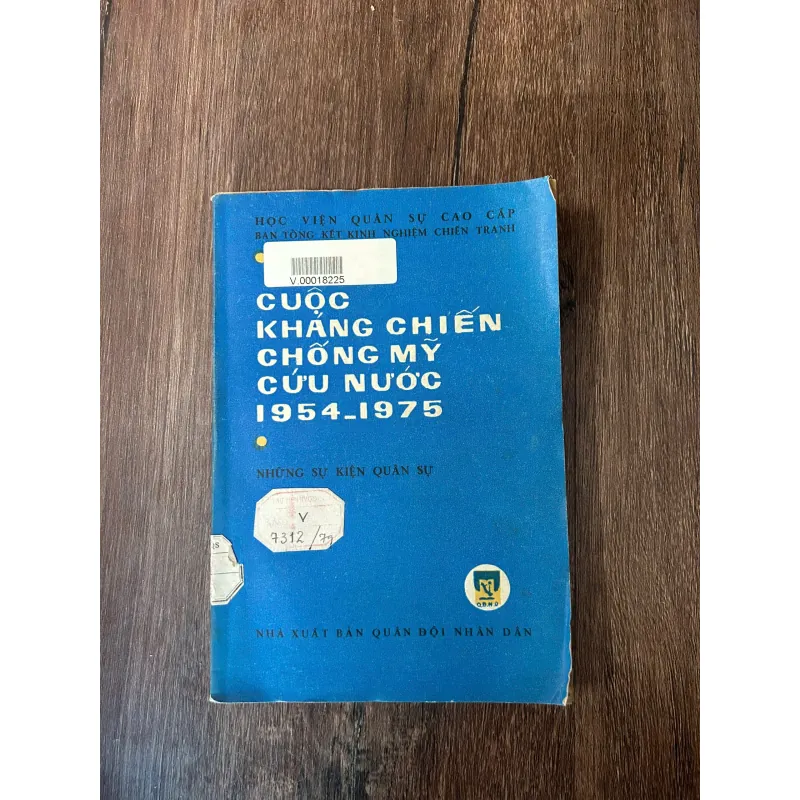 HỌC VIỆN QUÂN SỰ CAO CẤP
BAN TỔNG KẾT KINH NGHIỆM CHIẾN TRANH
V 00018225
CUỘC
KHÁNG CHIẾN
CHỐNG MỸ
CỨU NƯỚC
1954-1975
NHỮNG SỰ KIỆN QUÂN SỰ
V
7312/79
Q.Đ.N.D
NHÀ XUẤT BẢN QUÂN ĐỘI NHÂN DÂN